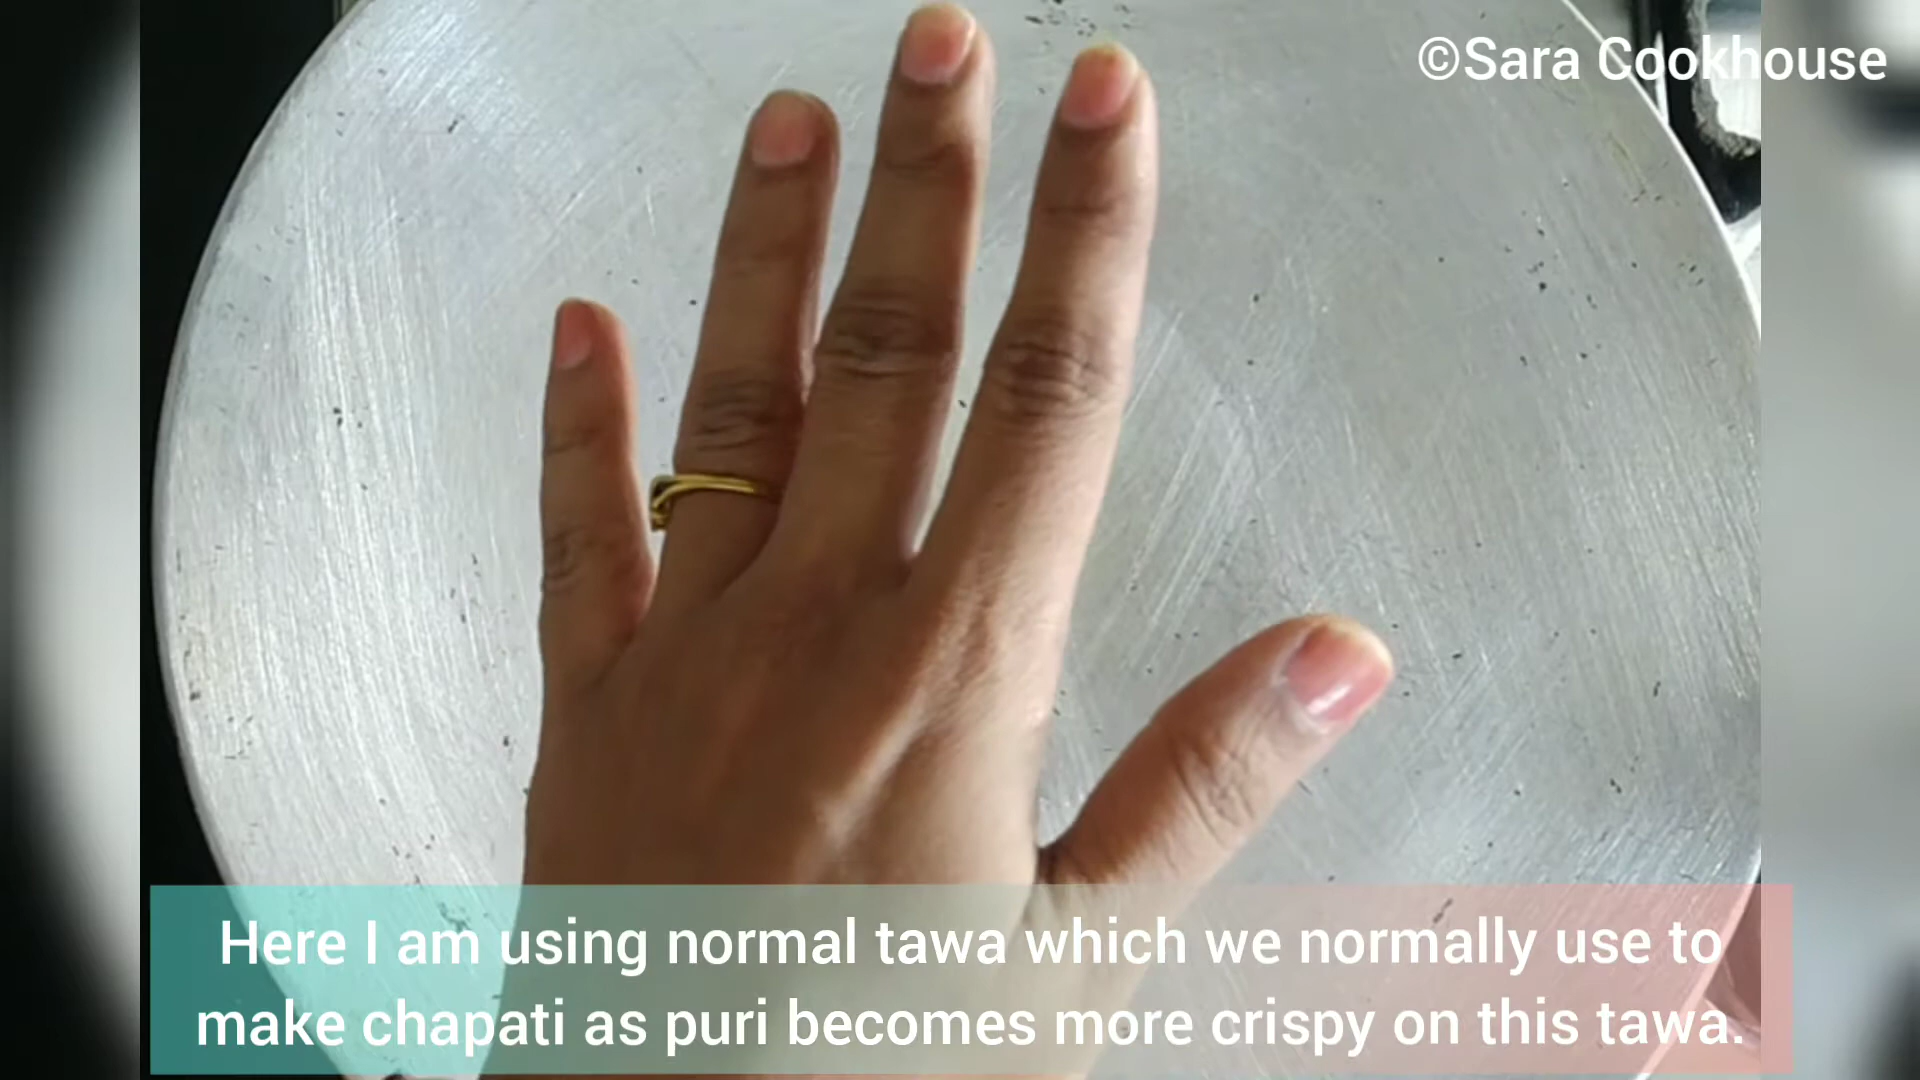 ©Sara Cookhouse
Here I am using normal tawa which we normally use to
make chapati as puri becomes more crispy on this tawa.